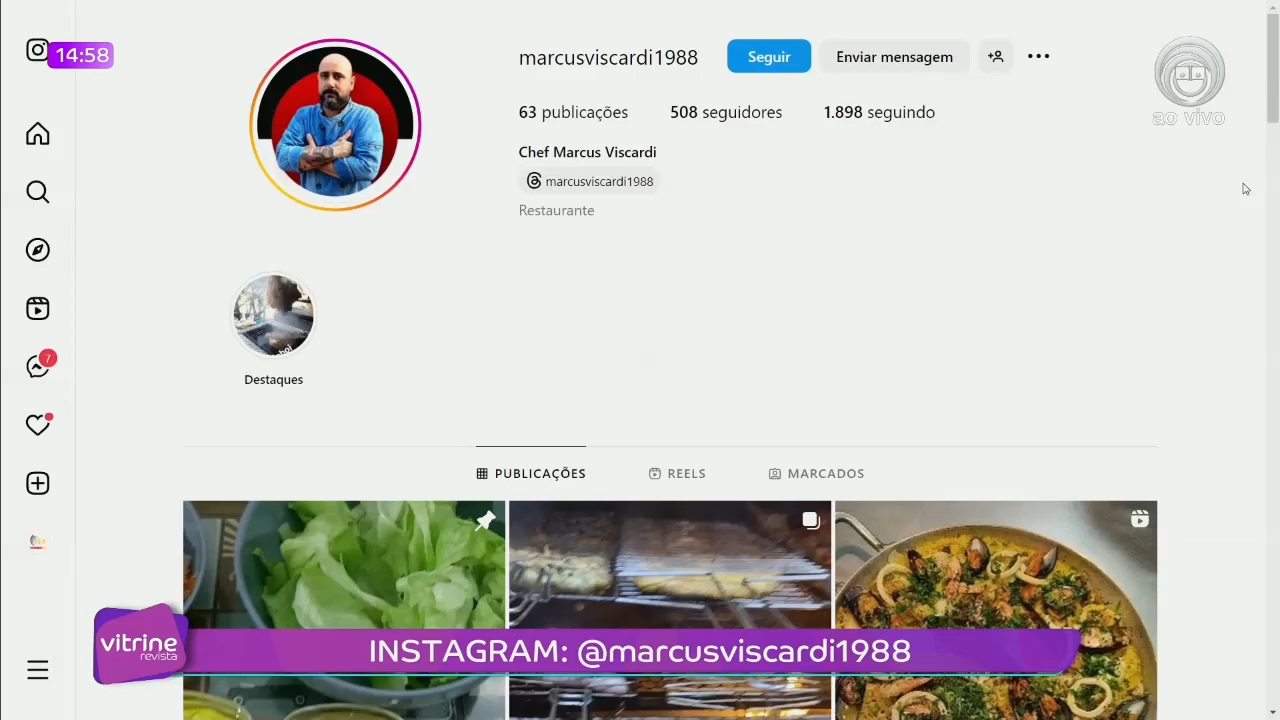 14:58
marcusviscardi1988
Seguir
Enviar mensagem
ao vivo
63 publicações
508 seguidores
1.898 seguindo
Chef Marcus Viscardi
marcusviscardi1988
Restaurante
7
Destaques
PUBLICAÇÕES
REELS
MARCADOS
vitrine
revista
INSTAGRAM: @marcusviscardi1988